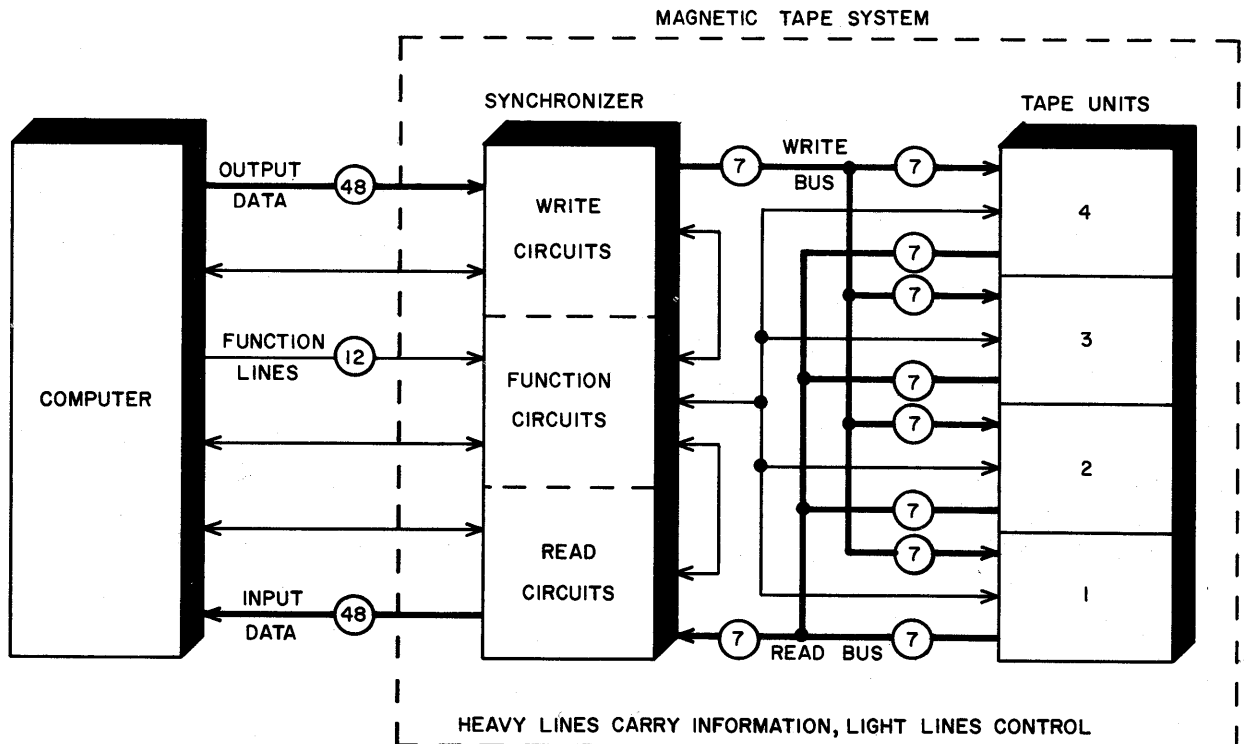 MAGNETIC TAPE SYSTEM
SYNCHRONIZER
TAPE UNITS
COMPUTER
OUTPUT
DATA
48
FUNCTION
LINES
12
INPUT
DATA
48
WRITE
CIRCUITS
FUNCTION
CIRCUITS
READ
CIRCUITS
7
WRITE
BUS
7
7
7
7
7
7
7
7
7
READ BUS
4
3
2
1
HEAVY LINES CARRY INFORMATION, LIGHT LINES CONTROL